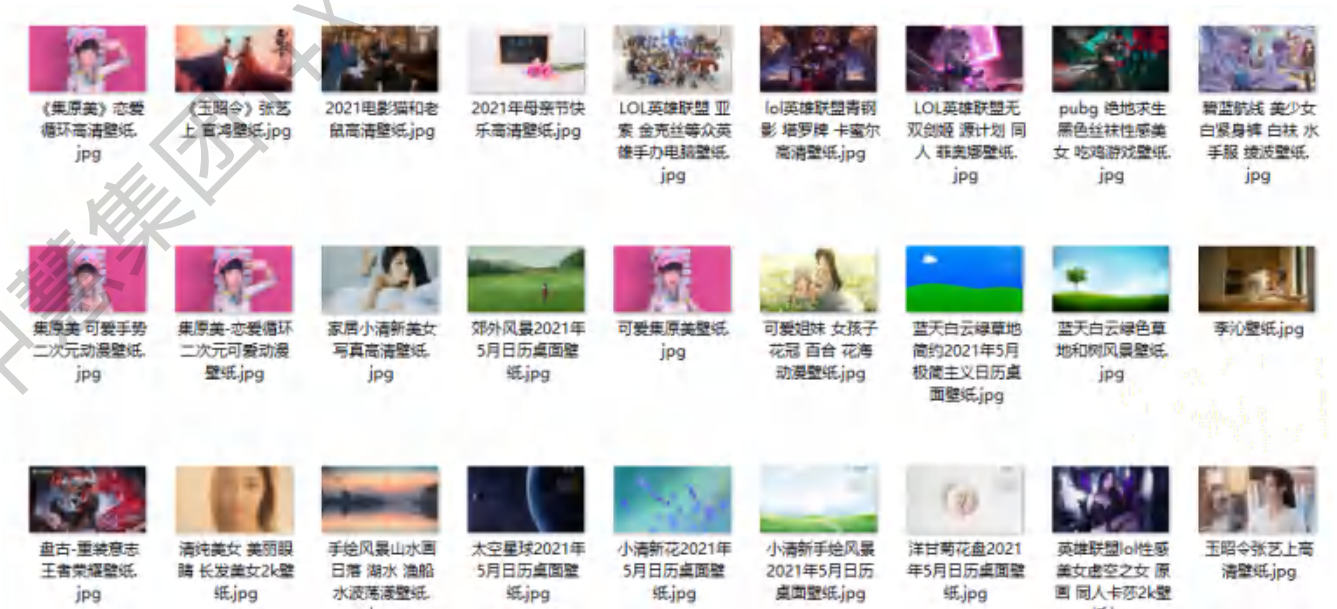 《集原美》恋爱
循环高清壁纸.
jpg
《玉昭令》张艺
上 宣鸿壁纸.jpg
2021电影猫和老
鼠高清壁纸.jpg
2021年母亲节快
乐高清壁纸.jpg
LOL英雄联盟 亚
索 金克丝等众英
雄手办电脑壁纸.
jpg
lol英雄联盟青钢
影 塔罗牌 卡蜜尔
高清壁纸.jpg
LOL英雄联盟无
双剑姬 源计划 同
人 菲奥娜壁纸.
jpg
pubg 绝地求生
黑色丝袜性感美
女 吃鸡游戏壁纸.
jpg
碧蓝航线 美少女
白紧身裤 白袜 水
手服 绫波壁纸.
jpg
集原美 可爱手势
二次元动漫壁纸.
jpg
集原美-恋爱循环
二次元可爱动漫
壁纸.jpg
家居小清新美女
写真高清壁纸.
jpg
郊外风景2021年
5月日历桌面壁
纸.jpg
可爱集原美壁纸.
jpg
可爱姐妹 女孩子
花冠 百合 花海
动漫壁纸.jpg
蓝天白云绿草地
简约2021年5月
极简主义日历桌
面壁纸.jpg
蓝天白云绿色草
地和树风景壁纸.
jpg
李沁壁纸.jpg
盘古-重装意志
王者荣耀壁纸.
jpg
清纯美女 美丽眼
睛 长发美女2k壁
纸.jpg
手绘风景山水画
日落 湖水 渔船
水波荡漾壁纸.
太空星球2021年
5月日历桌面壁
纸.jpg
小清新花2021年
5月日历桌面壁
纸.jpg
小清新手绘风景
2021年5月日历
桌面壁纸.jpg
洋甘菊花盘2021
年5月日历桌面壁
纸.jpg
英雄联盟lol性感
美女虚空之女 原
画 同人卡莎2k壁
玉昭令张艺上高
清壁纸.jpg
慧集团